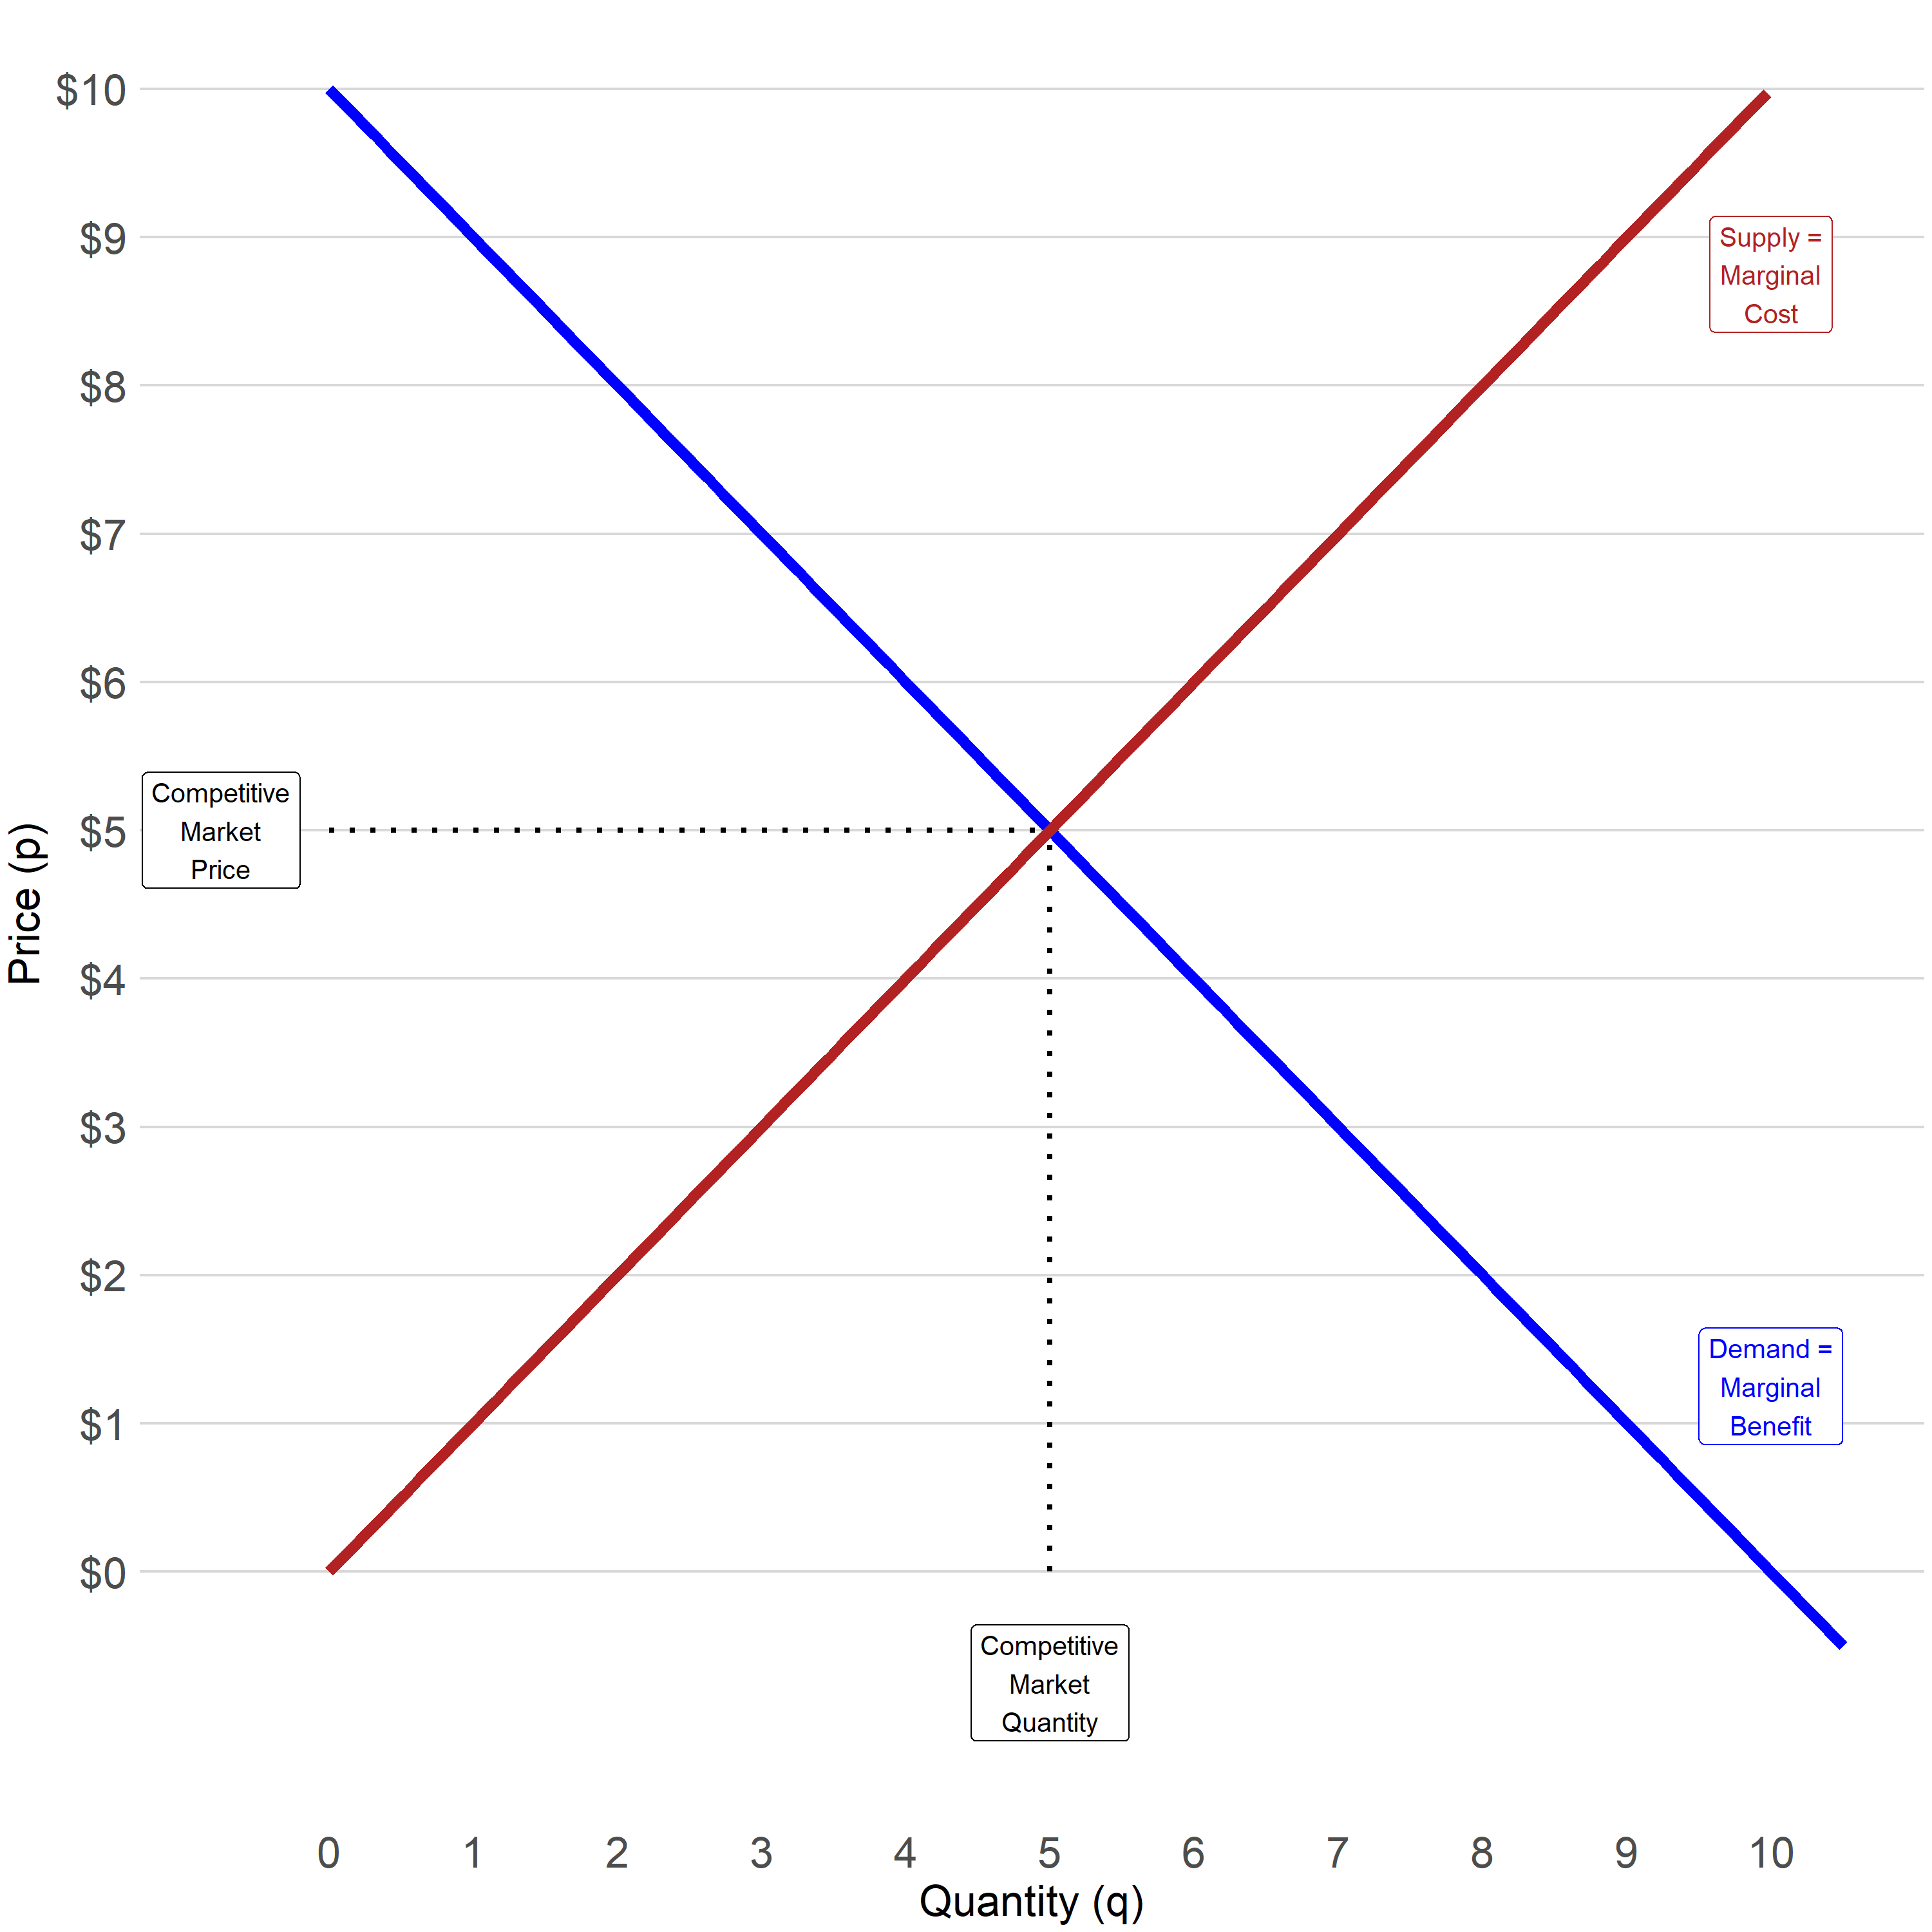 $10
$9
$8
$7
$6
$5
$4
$3
$2
$1
$0
Price (p)
Supply =
Marginal
Cost
Competitive
Market
Price
Demand =
Marginal
Benefit
Competitive
Market
Quantity
0 1 2 3 4 5 6 7 8 9 10
Quantity (q)